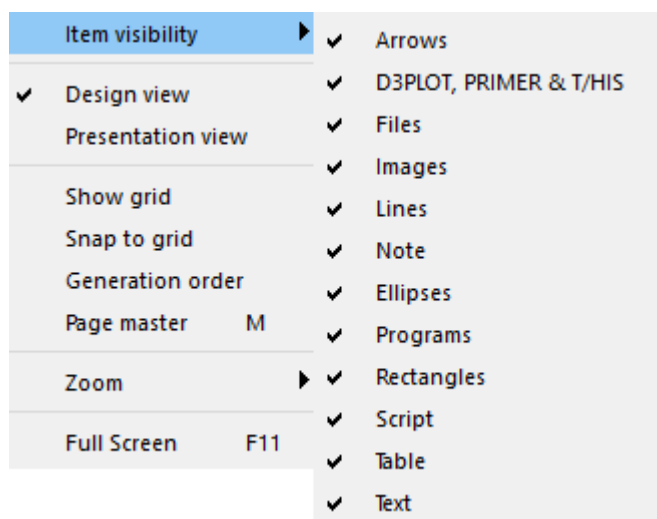 Item visibility
Design view
Presentation view
Show grid
Snap to grid
Generation order
Page master M
Zoom
Full Screen F11
Arrows
D3PLOT, PRIMER & T/HIS
Files
Images
Lines
Note
Ellipses
Programs
Rectangles
Script
Table
Text